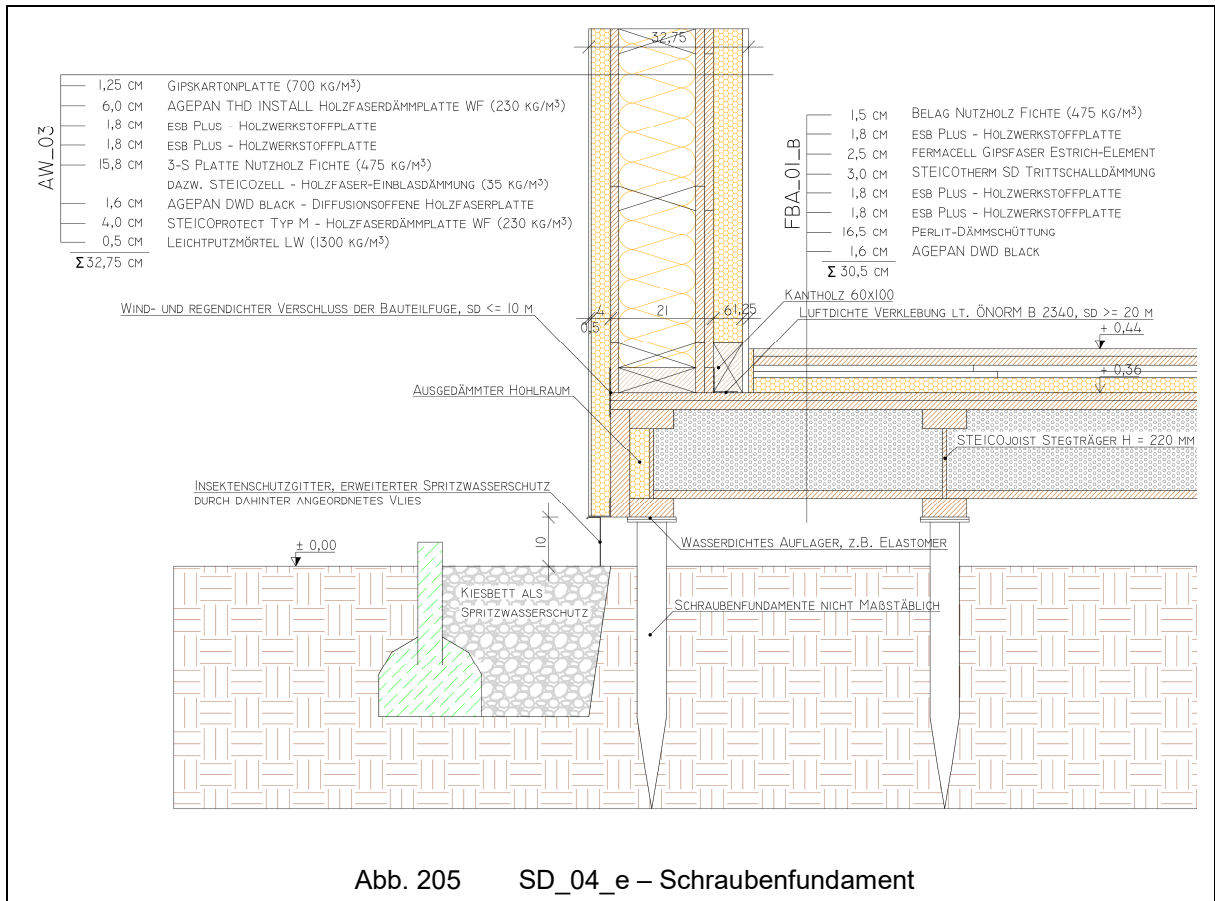 32,75
AW_03
1,25 CM GIPSKARTONPLATTE (700 KG/M³)
6,0 CM AGEPAN THD INSTALL HOLZFASERDÄMMPLATTE WF (230 KG/M³)
1,8 CM ESB PLUS - HOLZWERKSTOFFPLATTE
1,8 CM ESB PLUS - HOLZWERKSTOFFPLATTE
15,8 CM 3-S PLATTE NUTZHOLZ FICHTE (475 KG/M³)
DAZW. STEICOZELL - HOLZFASER-EINBLASDÄMMUNG (35 KG/M³)
1,6 CM AGEPAN DWD BLACK - DIFFUSIONSOFFENE HOLZFASERPLATTE
4,0 CM STEICOPROTECT TYP M - HOLZFASERDÄMMPLATTE WF (230 KG/M³)
0,5 CM LEICHTPUTZMÖRTEL LW (1300 KG/M³)
Σ 32,75 CM
FBA_01_B
1,5 CM BELAG NUTZHOLZ FICHTE (475 KG/M³)
1,8 CM ESB PLUS - HOLZWERKSTOFFPLATTE
2,5 CM FERMACELL GIPSFASER ESTRICH-ELEMENT
3,0 CM STEICOTHERM SD TRITTSCHALLDÄMMUNG
1,8 CM ESB PLUS - HOLZWERKSTOFFPLATTE
1,8 CM ESB PLUS - HOLZWERKSTOFFPLATTE
16,5 CM PERLIT-DÄMMSCHÜTTUNG
1,6 CM AGEPAN DWD BLACK
Σ 30,5 CM
KANTHOLZ 60X100
WIND- UND REGENDICHTER VERSCHLUSS DER BAUTEILFUGE, SD <= 10 M
4 21 6 1,25
0,5
LUFTDICHTE VERKLEBUNG LT. ÖNORM B 2340, SD >= 20 M
+ 0,44
+ 0,36
AUSGEDÄMMTER HOHLRAUM
STEICOJOIST STEGTRÄGER H = 220 MM
INSEKTENSCHUTZGITTER, ERWEITERTER SPRITZWASSERSCHUTZ
DURCH DAHINTER ANGEORDNETES VLIES
10
WASSERDICHTES AUFLAGER, Z.B. ELASTOMER
± 0,00
KIESBETT ALS
SPRITZWASSERSCHUTZ
SCHRAUBENFUNDAMENTE NICHT MAẞSTÄBLICH
Abb. 205 SD_04_e – Schraubenfundament